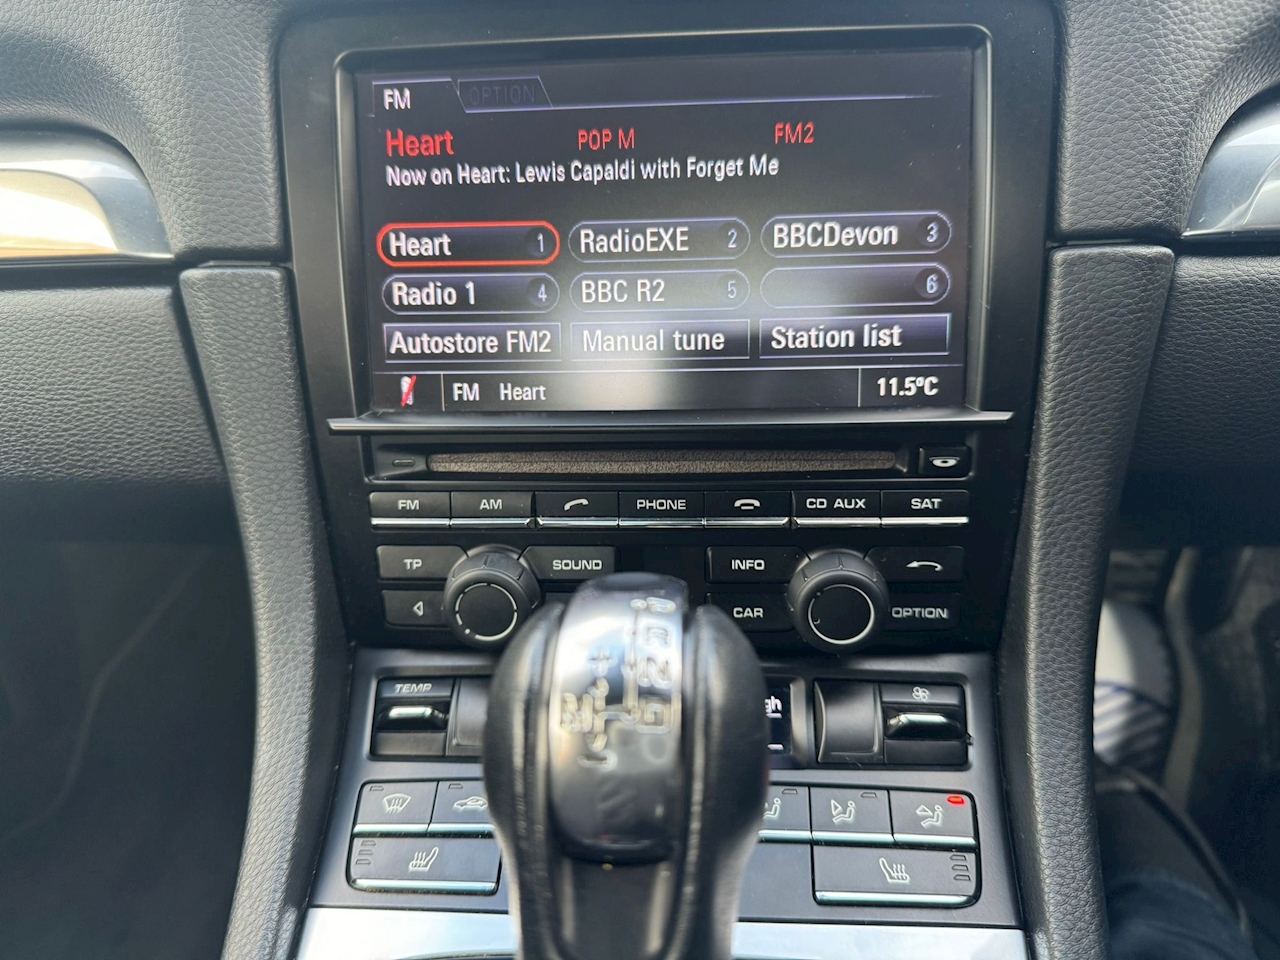 FM OPTION
Heart POP M FM2
Now on Heart: Lewis Capaldi with Forget Me
Heart 1 RadioEXE 2 BBCDevon 3
Radio 1 4 BBC R2 5 6
Autostore FM2 Manual tune Station list
FM Heart 11.5°C
FM AM PHONE CD AUX SAT
TP SOUND INFO
CAR OPTION
TEMP
P
R
N
D
M
+
-